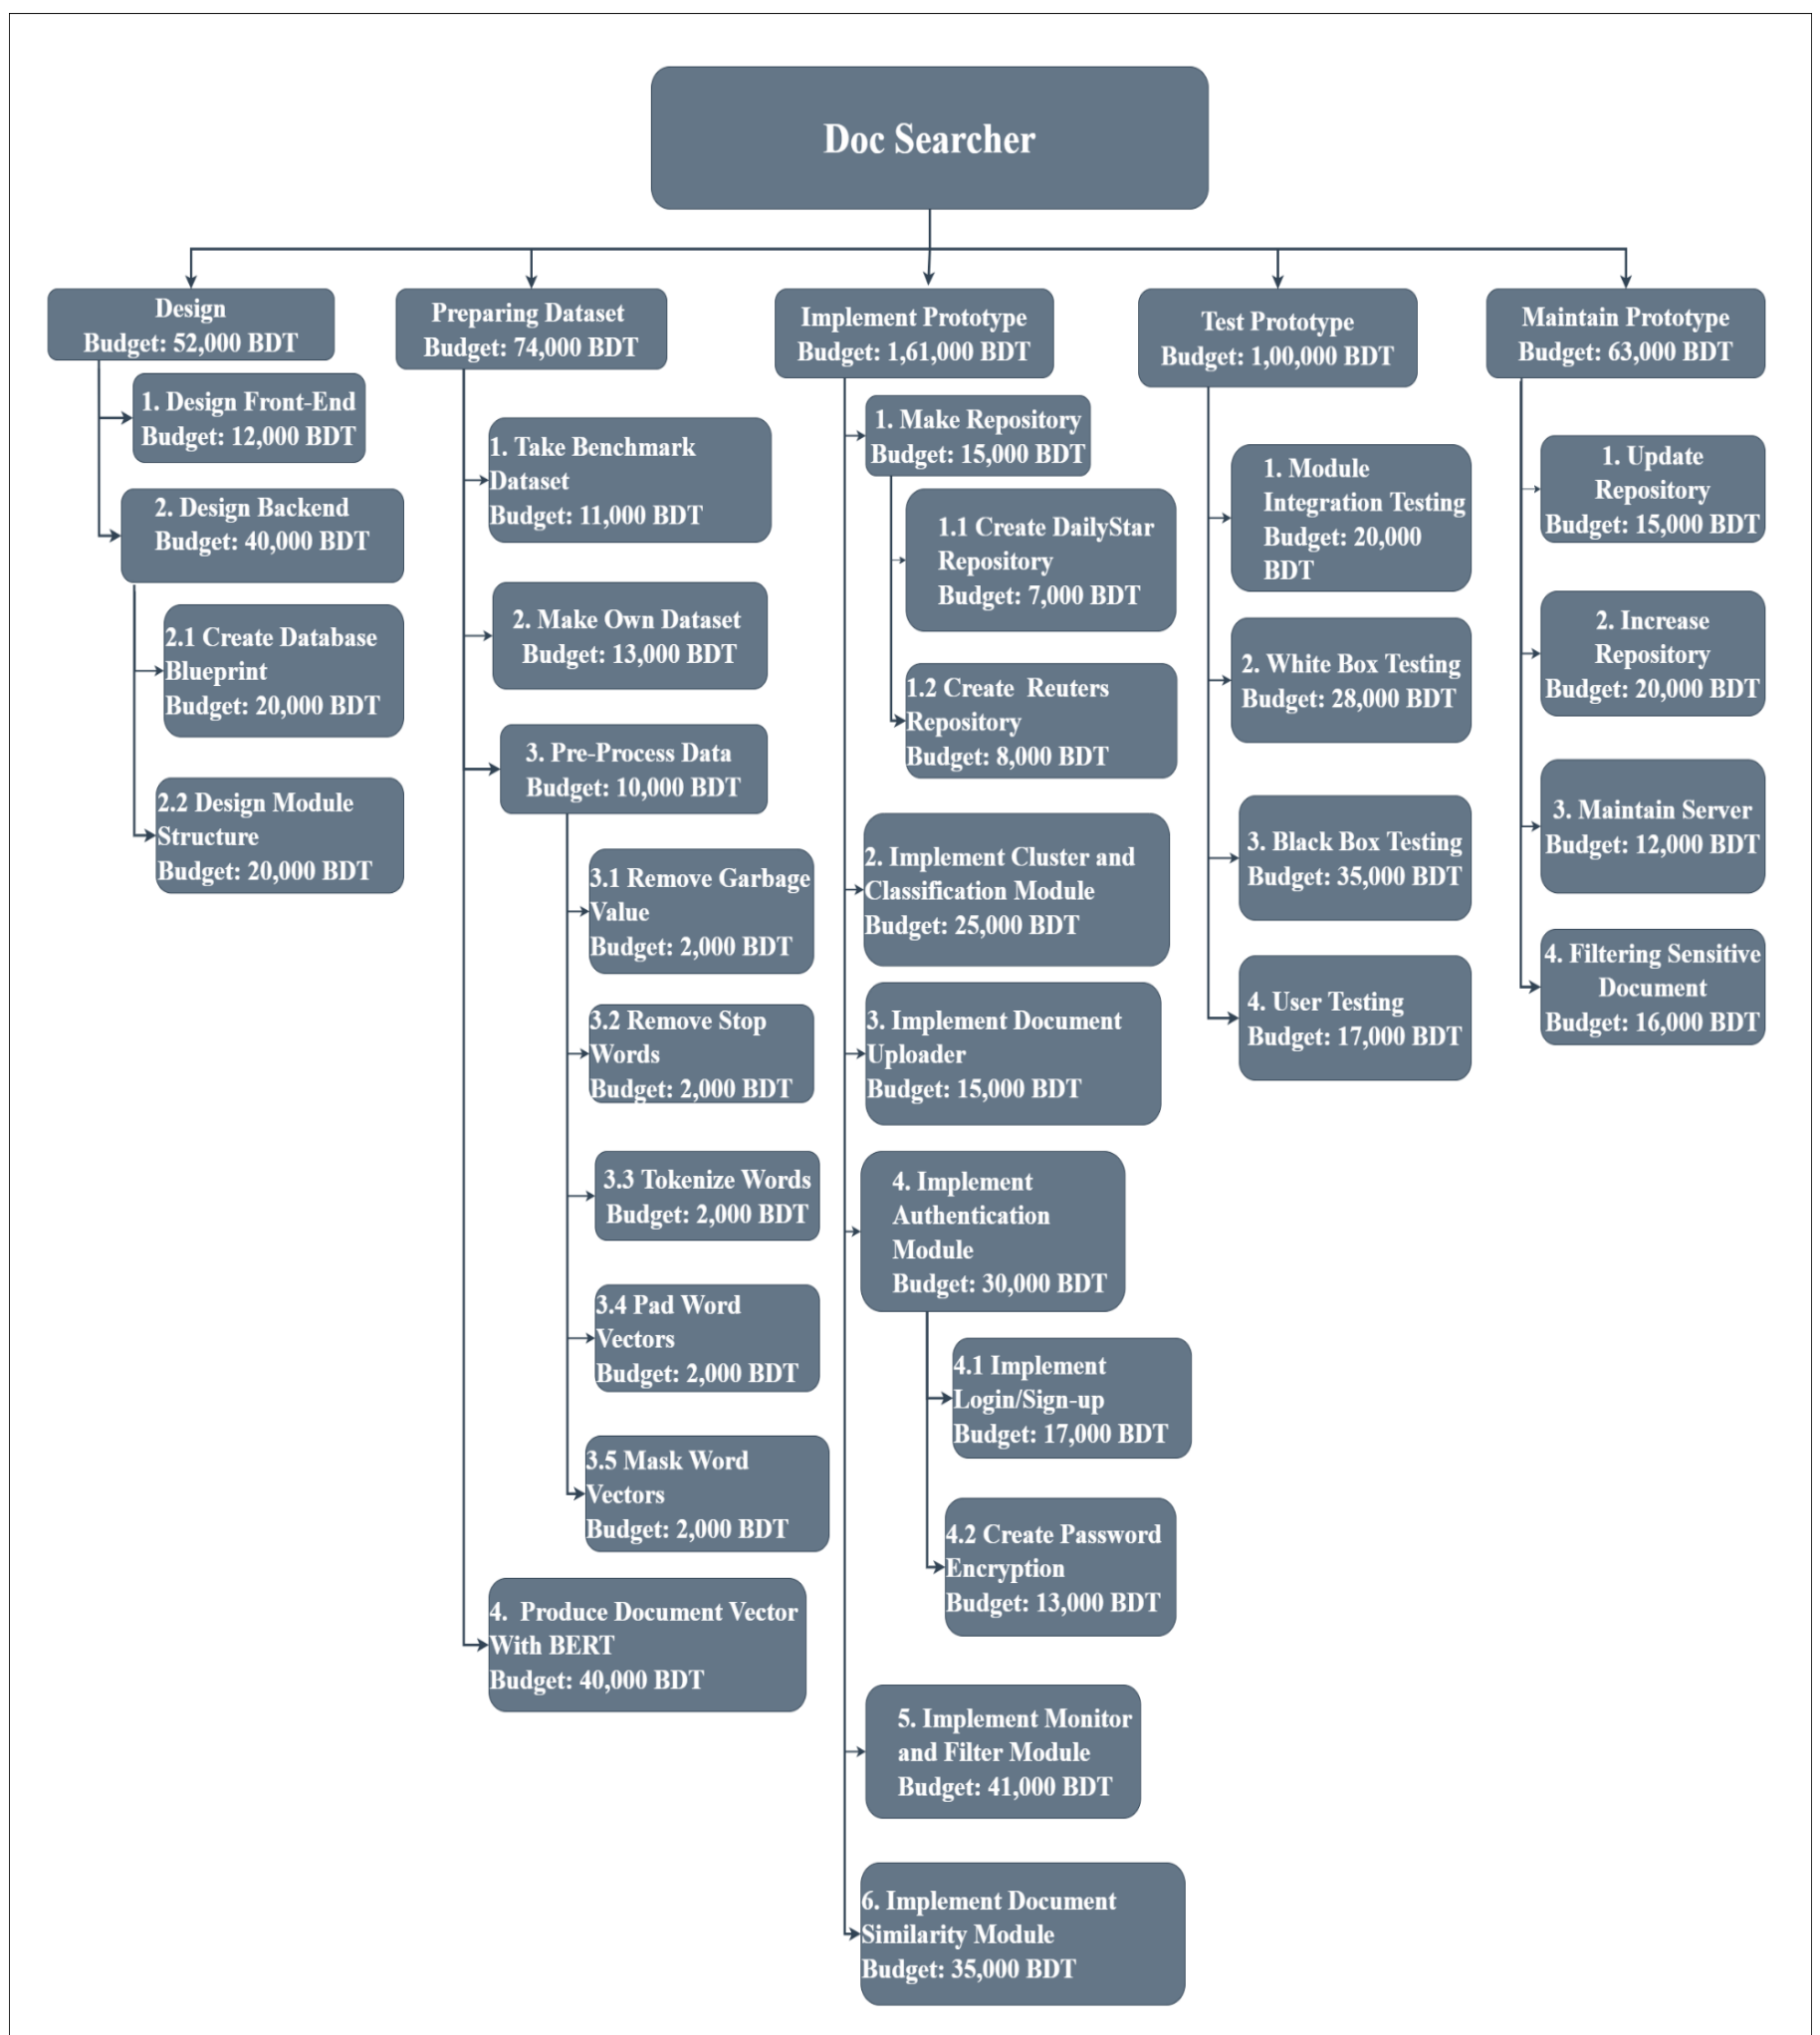 Doc Searcher
Design
Budget: 52,000 BDT
1. Design Front-End
Budget: 12,000 BDT
2. Design Backend
Budget: 40,000 BDT
2.1 Create Database
Blueprint
Budget: 20,000 BDT
2.2 Design Module
Structure
Budget: 20,000 BDT
Preparing Dataset
Budget: 74,000 BDT
1. Take Benchmark
Dataset
Budget: 11,000 BDT
2. Make Own Dataset
Budget: 13,000 BDT
3. Pre-Process Data
Budget: 10,000 BDT
3.1 Remove Garbage
Value
Budget: 2,000 BDT
3.2 Remove Stop
Words
Budget: 2,000 BDT
3.3 Tokenize Words
Budget: 2,000 BDT
3.4 Pad Word
Vectors
Budget: 2,000 BDT
3.5 Mask Word
Vectors
Budget: 2,000 BDT
4. Produce Document Vector
With BERT
Budget: 40,000 BDT
Implement Prototype
Budget: 1,61,000 BDT
1. Make Repository
Budget: 15,000 BDT
1.1 Create DailyStar
Repository
Budget: 7,000 BDT
1.2 Create Reuters
Repository
Budget: 8,000 BDT
2. Implement Cluster and
Classification Module
Budget: 25,000 BDT
3. Implement Document
Uploader
Budget: 15,000 BDT
4. Implement
Authentication
Module
Budget: 30,000 BDT
4.1 Implement
Login/Sign-up
Budget: 17,000 BDT
4.2 Create Password
Encryption
Budget: 13,000 BDT
5. Implement Monitor
and Filter Module
Budget: 41,000 BDT
6. Implement Document
Similarity Module
Budget: 35,000 BDT
Test Prototype
Budget: 1,00,000 BDT
1. Module
Integration Testing
Budget: 20,000
BDT
2. White Box Testing
Budget: 28,000 BDT
3. Black Box Testing
Budget: 35,000 BDT
4. User Testing
Budget: 17,000 BDT
Maintain Prototype
Budget: 63,000 BDT
1. Update
Repository
Budget: 15,000 BDT
2. Increase
Repository
Budget: 20,000 BDT
3. Maintain Server
Budget: 12,000 BDT
4. Filtering Sensitive
Document
Budget: 16,000 BDT